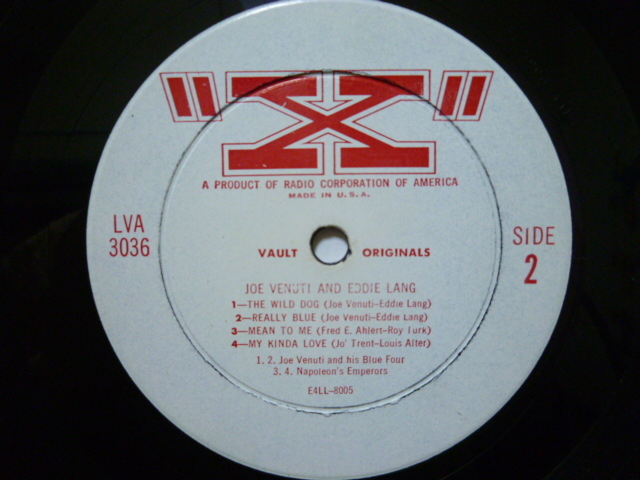 "X"
A PRODUCT OF RADIO CORPORATION OF AMERICA
MADE IN U.S.A.
LVA
3036
SIDE
2
VAULT ORIGINALS
JOE VENUTI AND EDDIE LANG
1—THE WILD DOG (Joe Venuti-Eddie Lang)
2—REALLY BLUE (Joe Venuti-Eddie Lang)
3—MEAN TO ME (Fred E. Ahlert-Roy Turk)
4—MY KINDA LOVE (Jo' Trent-Louis Alter)
1. 2. Joe Venuti and his Blue Four
3. 4. Napoleon's Emperors
E4LL-8005